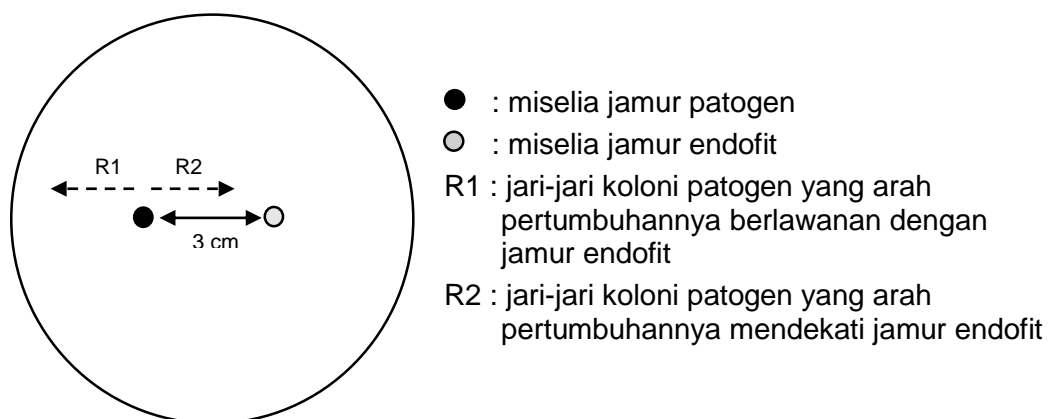 R1 R2
3 cm
: miselia jamur patogen
: miselia jamur endofit
R1 : jari-jari koloni patogen yang arah
pertumbuhannya berlawanan dengan
jamur endofit
R2 : jari-jari koloni patogen yang arah
pertumbuhannya mendekati jamur endofit